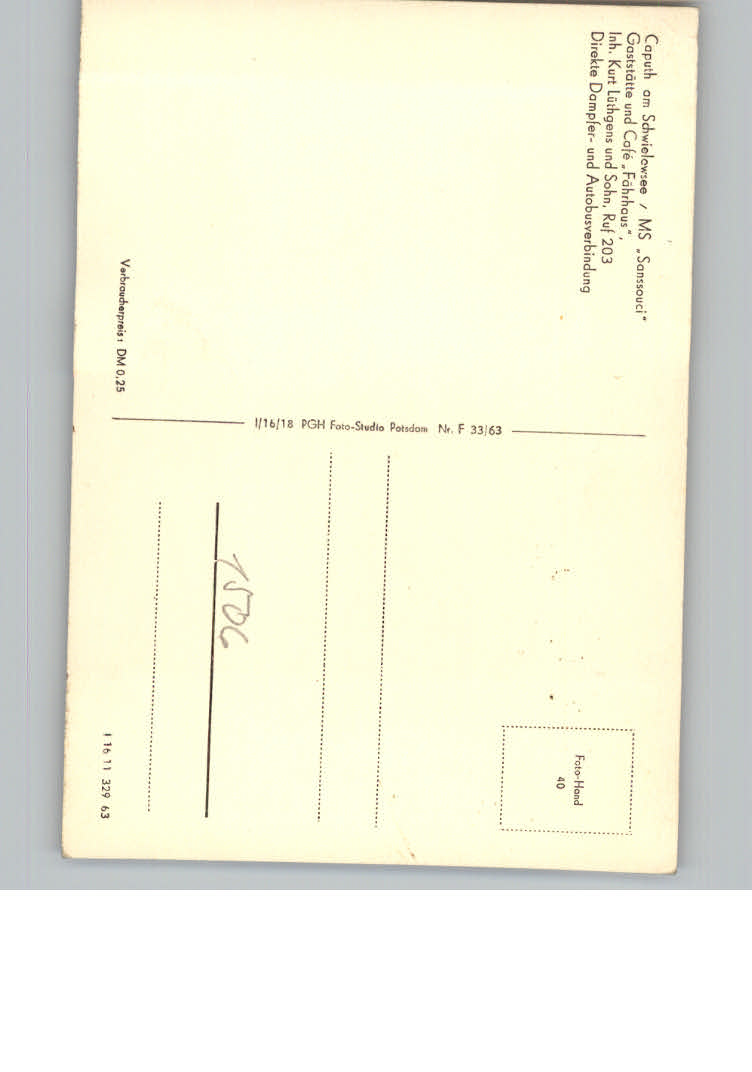 Caputh am Schwielowsee / MS „Sanssouci“
Gaststätte und Café „Fährhaus“,
Inh. Kurt Lüthgens und Sohn, Ruf 203
Direkte Dampfer- und Autobusverbindung
Verbraucherpreis: DM 0,25
I/16/18 PGH Foto-Studio Potsdam Nr. F 33/63
Foto-Hand
40
1506
I 16 11 329 63